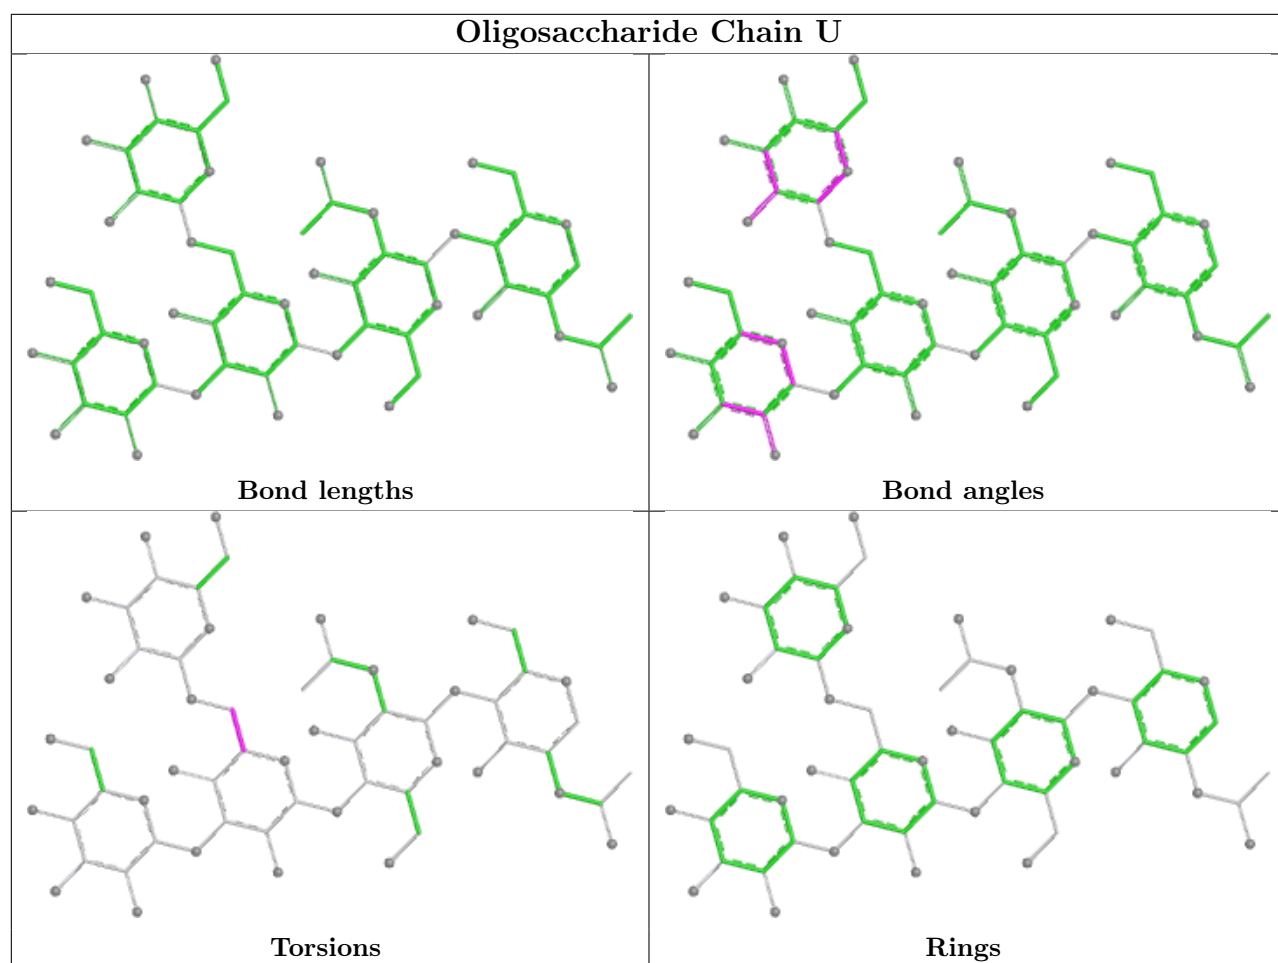 Oligosaccharide Chain U
Bond lengths
Bond angles
Torsions
Rings